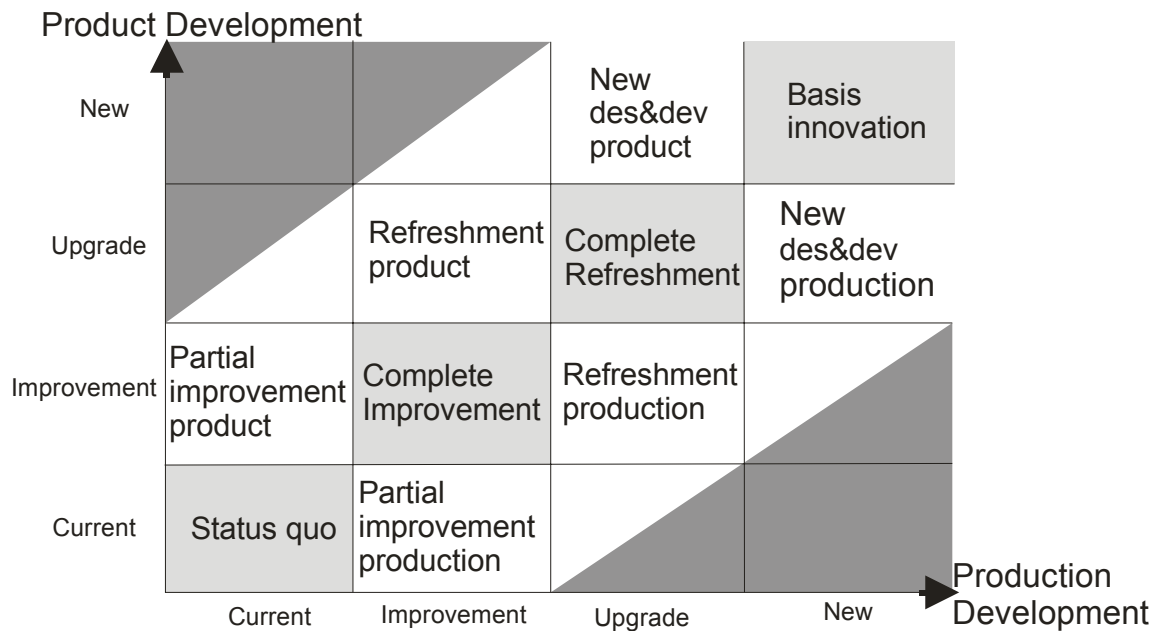 Product Development
New
New
des&dev
product
Basis
innovation
Upgrade
Refreshment
product
Complete
Refreshment
New
des&dev
production
Improvement
Partial
improvement
product
Complete
Improvement
Refreshment
production
Current
Status quo
Partial
improvement
production
Current
Improvement
Upgrade
New
Production
Development